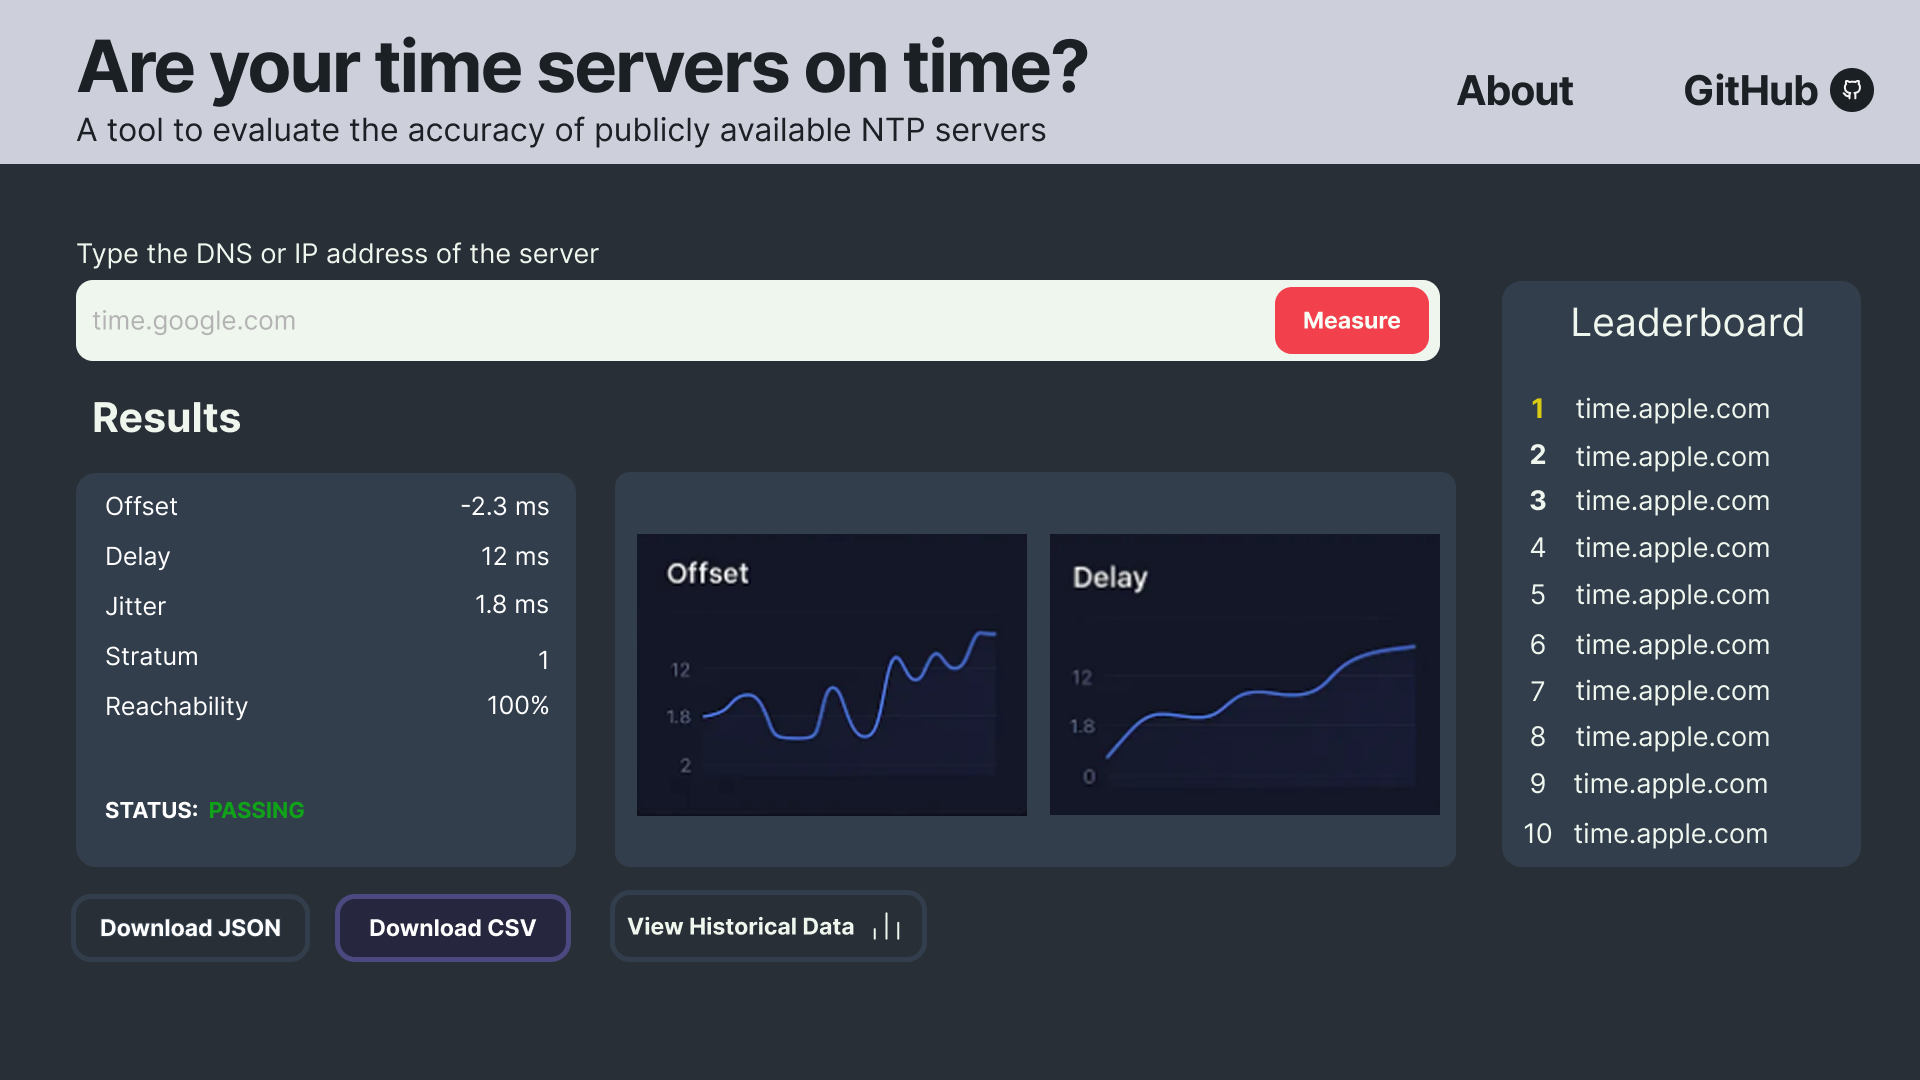 Are your time servers on time?
A tool to evaluate the accuracy of publicly available NTP servers
About
GitHub
Type the DNS or IP address of the server
time.google.com
Measure
Results
Offset -2.3 ms
Delay 12 ms
Jitter 1.8 ms
Stratum 1
Reachability 100%
STATUS: PASSING
Offset
12
1.8
2
Delay
12
1.8
0
Leaderboard
1 time.apple.com
2 time.apple.com
3 time.apple.com
4 time.apple.com
5 time.apple.com
6 time.apple.com
7 time.apple.com
8 time.apple.com
9 time.apple.com
10 time.apple.com
Download JSON
Download CSV
View Historical Data